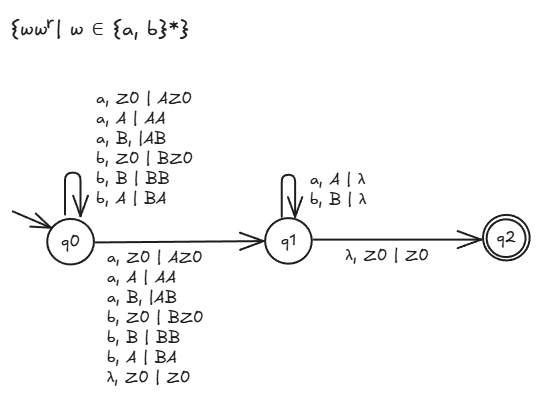 {wwʳ| w ∈ {a, b}*}
a, Z0 | AZ0
a, A | AA
a, B, |AB
b, Z0 | BZ0
b, B | BB
b, A | BA
q0
a, Z0 | AZ0
a, A | AA
a, B, |AB
b, Z0 | BZ0
b, B | BB
b, A | BA
λ, Z0 | Z0
a, A | λ
b, B | λ
q1
λ, Z0 | Z0
q2